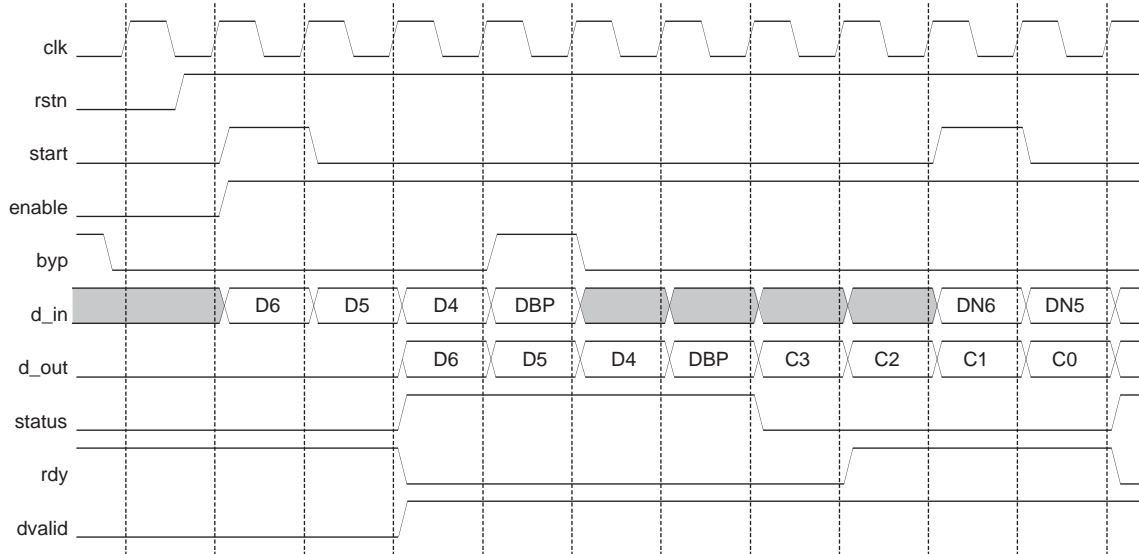 clk
rstn
start
enable
byp
d_in D6 D5 D4 DBP DN6 DN5
d_out D6 D5 D4 DBP C3 C2 C1 C0
status
rdy
dvalid